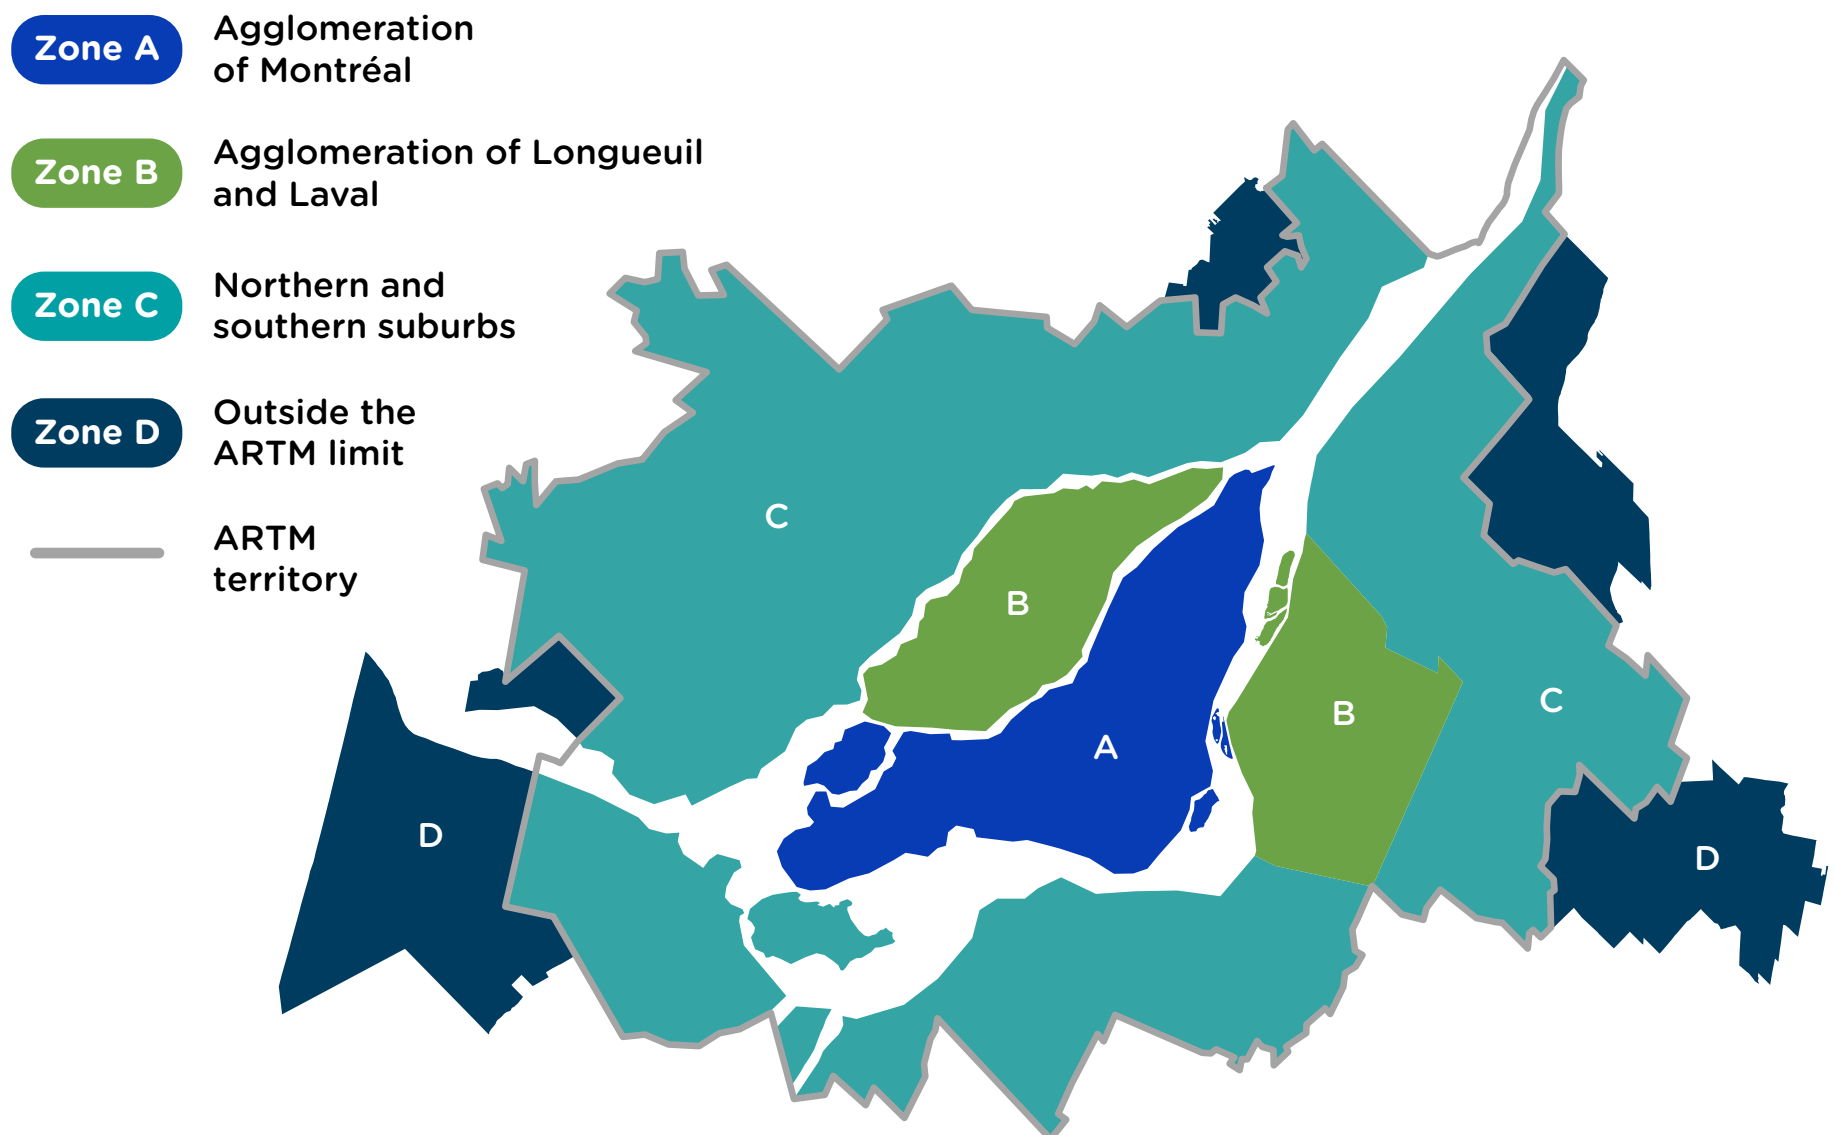 Zone A
Agglomeration
of Montréal
Zone B
Agglomeration of Longueuil
and Laval
Zone C
Northern and
southern suburbs
Zone D
Outside the
ARTM limit
ARTM
territory
C
B
A
B
C
D
D